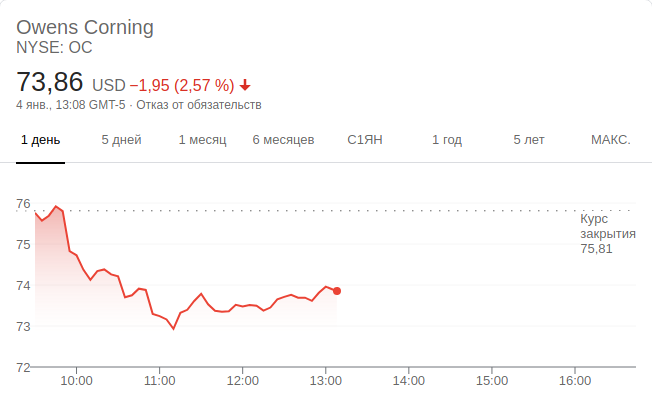 Owens Corning
NYSE: OC
73,86 USD −1,95 (2,57 %)
4 янв., 13:08 GMT-5 · Отказ от обязательств
1 день 5 дней 1 месяц 6 месяцев С1ЯН 1 год 5 лет МАКС.
76
Курс
закрытия
75,81
75
74
73
72
10:00 11:00 12:00 13:00 14:00 15:00 16:00